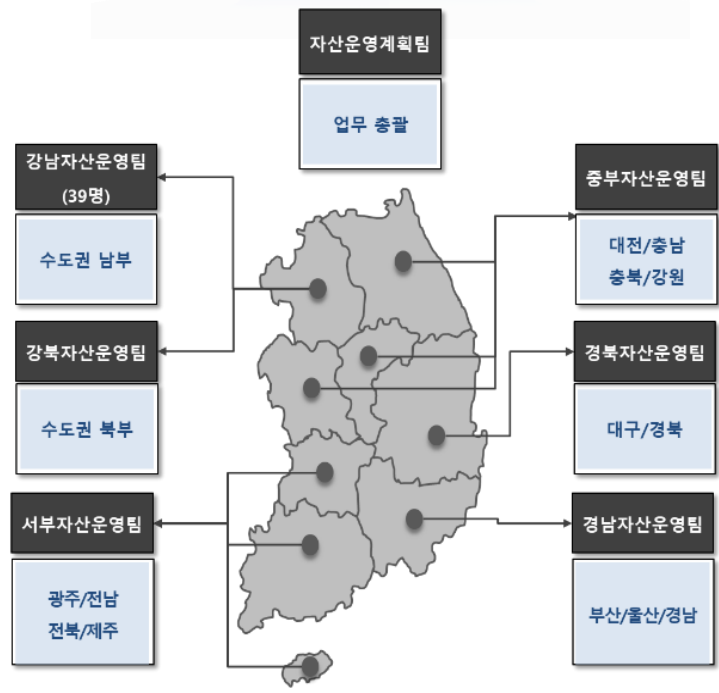 자산운영계획팀
업무 총괄
강남자산운영팀
(39명)
수도권 남부
중부자산운영팀
대전/충남
충북/강원
강북자산운영팀
수도권 북부
경북자산운영팀
대구/경북
서부자산운영팀
광주/전남
전북/제주
경남자산운영팀
부산/울산/경남